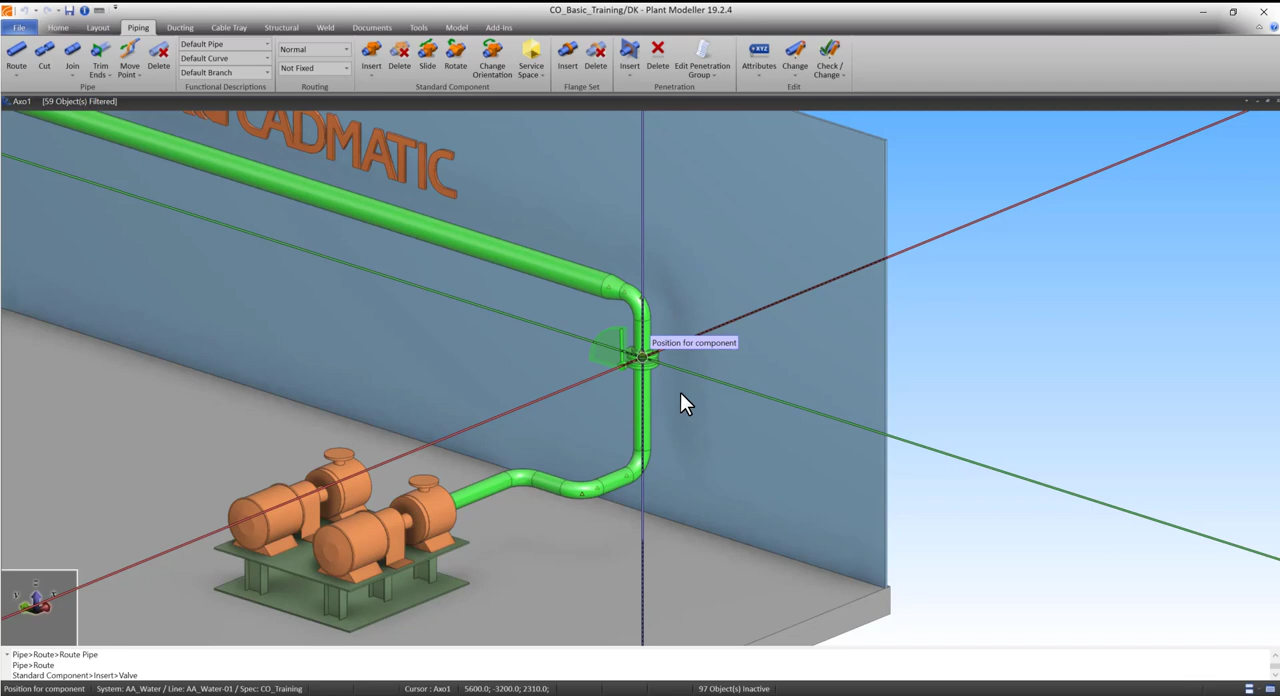 CO_Basic_Training/DK - Plant Modeller 19.2.4
File Home Layout Piping Ducting Cable Tray Structural Weld Documents Tools Model Add-Ins
Route Cut Join Trim Ends Move Point Delete
Default Pipe
Default Curve
Default Branch
Normal
Not Fixed
Insert Delete Slide Rotate Change Orientation Service Space
Insert Delete
Insert Delete Edit Penetration Group
XYZ
Attributes Change Check / Change
Pipe Functional Descriptions Routing Standard Component Flange Set Penetration Edit
Axo1 [59 Object(s) Filtered]
CADMATIC
Position for component
Pipe>Route>Route Pipe
Pipe>Route
Standard Component>Insert>Valve
Position for component System: AA_Water / Line: AA_Water-01 / Spec: CO_Training Cursor : Axo1 5600.0; -3200.0; 2310.0; 97 Object(s) Inactive